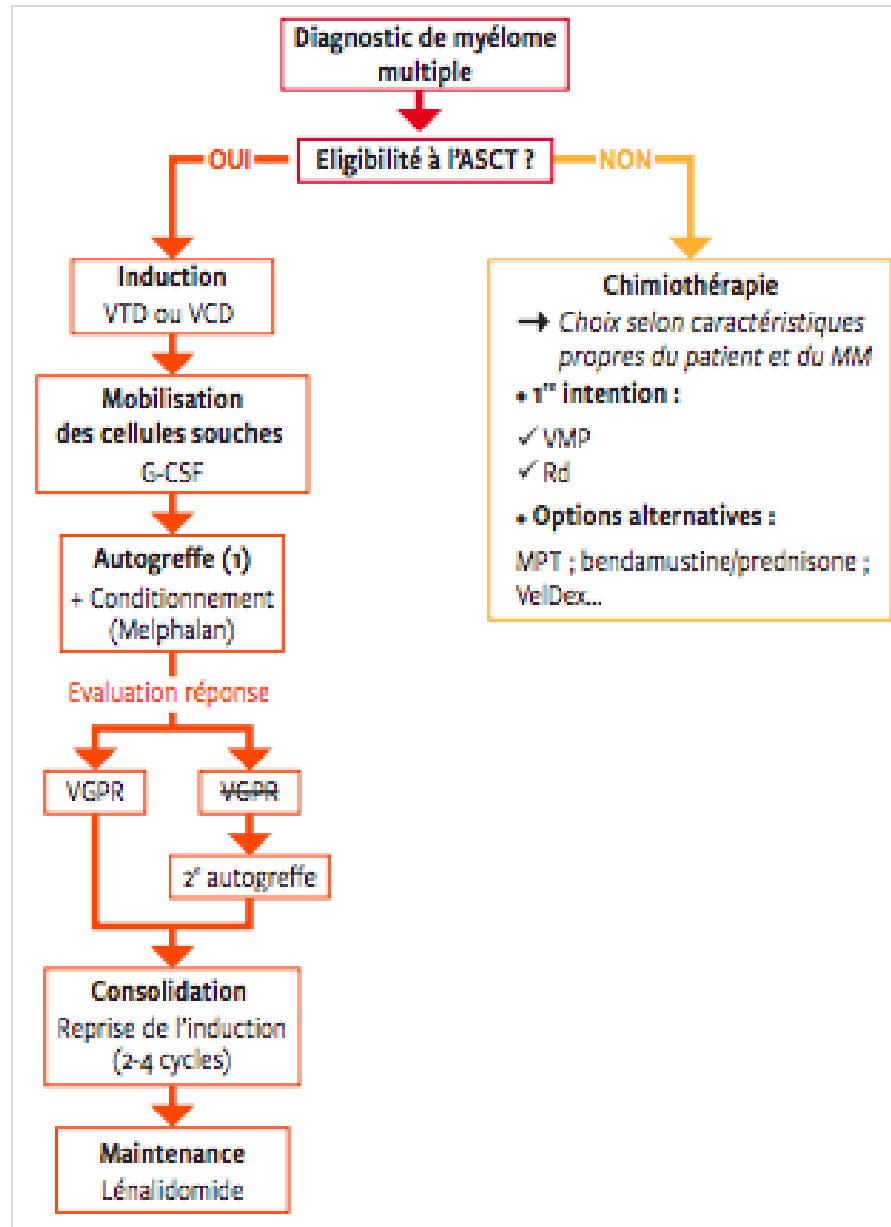 Diagnostic de myélome
multiple
OUI
Eligibilité à l'ASCT ?
NON
Induction
VTD ou VCD
Mobilisation
des cellules souches
G-CSF
Autogreffe (1)
+ Conditionnement
(Melphalan)
Evaluation réponse
VGPR
VGPR
2e autogreffe
Consolidation
Reprise de l'induction
(2-4 cycles)
Maintenance
Lénalidomide
Chimiothérapie
→ Choix selon caractéristiques
propres du patient et du MM
• 1re intention :
✓ VMP
✓ Rd
• Options alternatives :
MPT ; bendamustine/prednisone ;
VelDex...